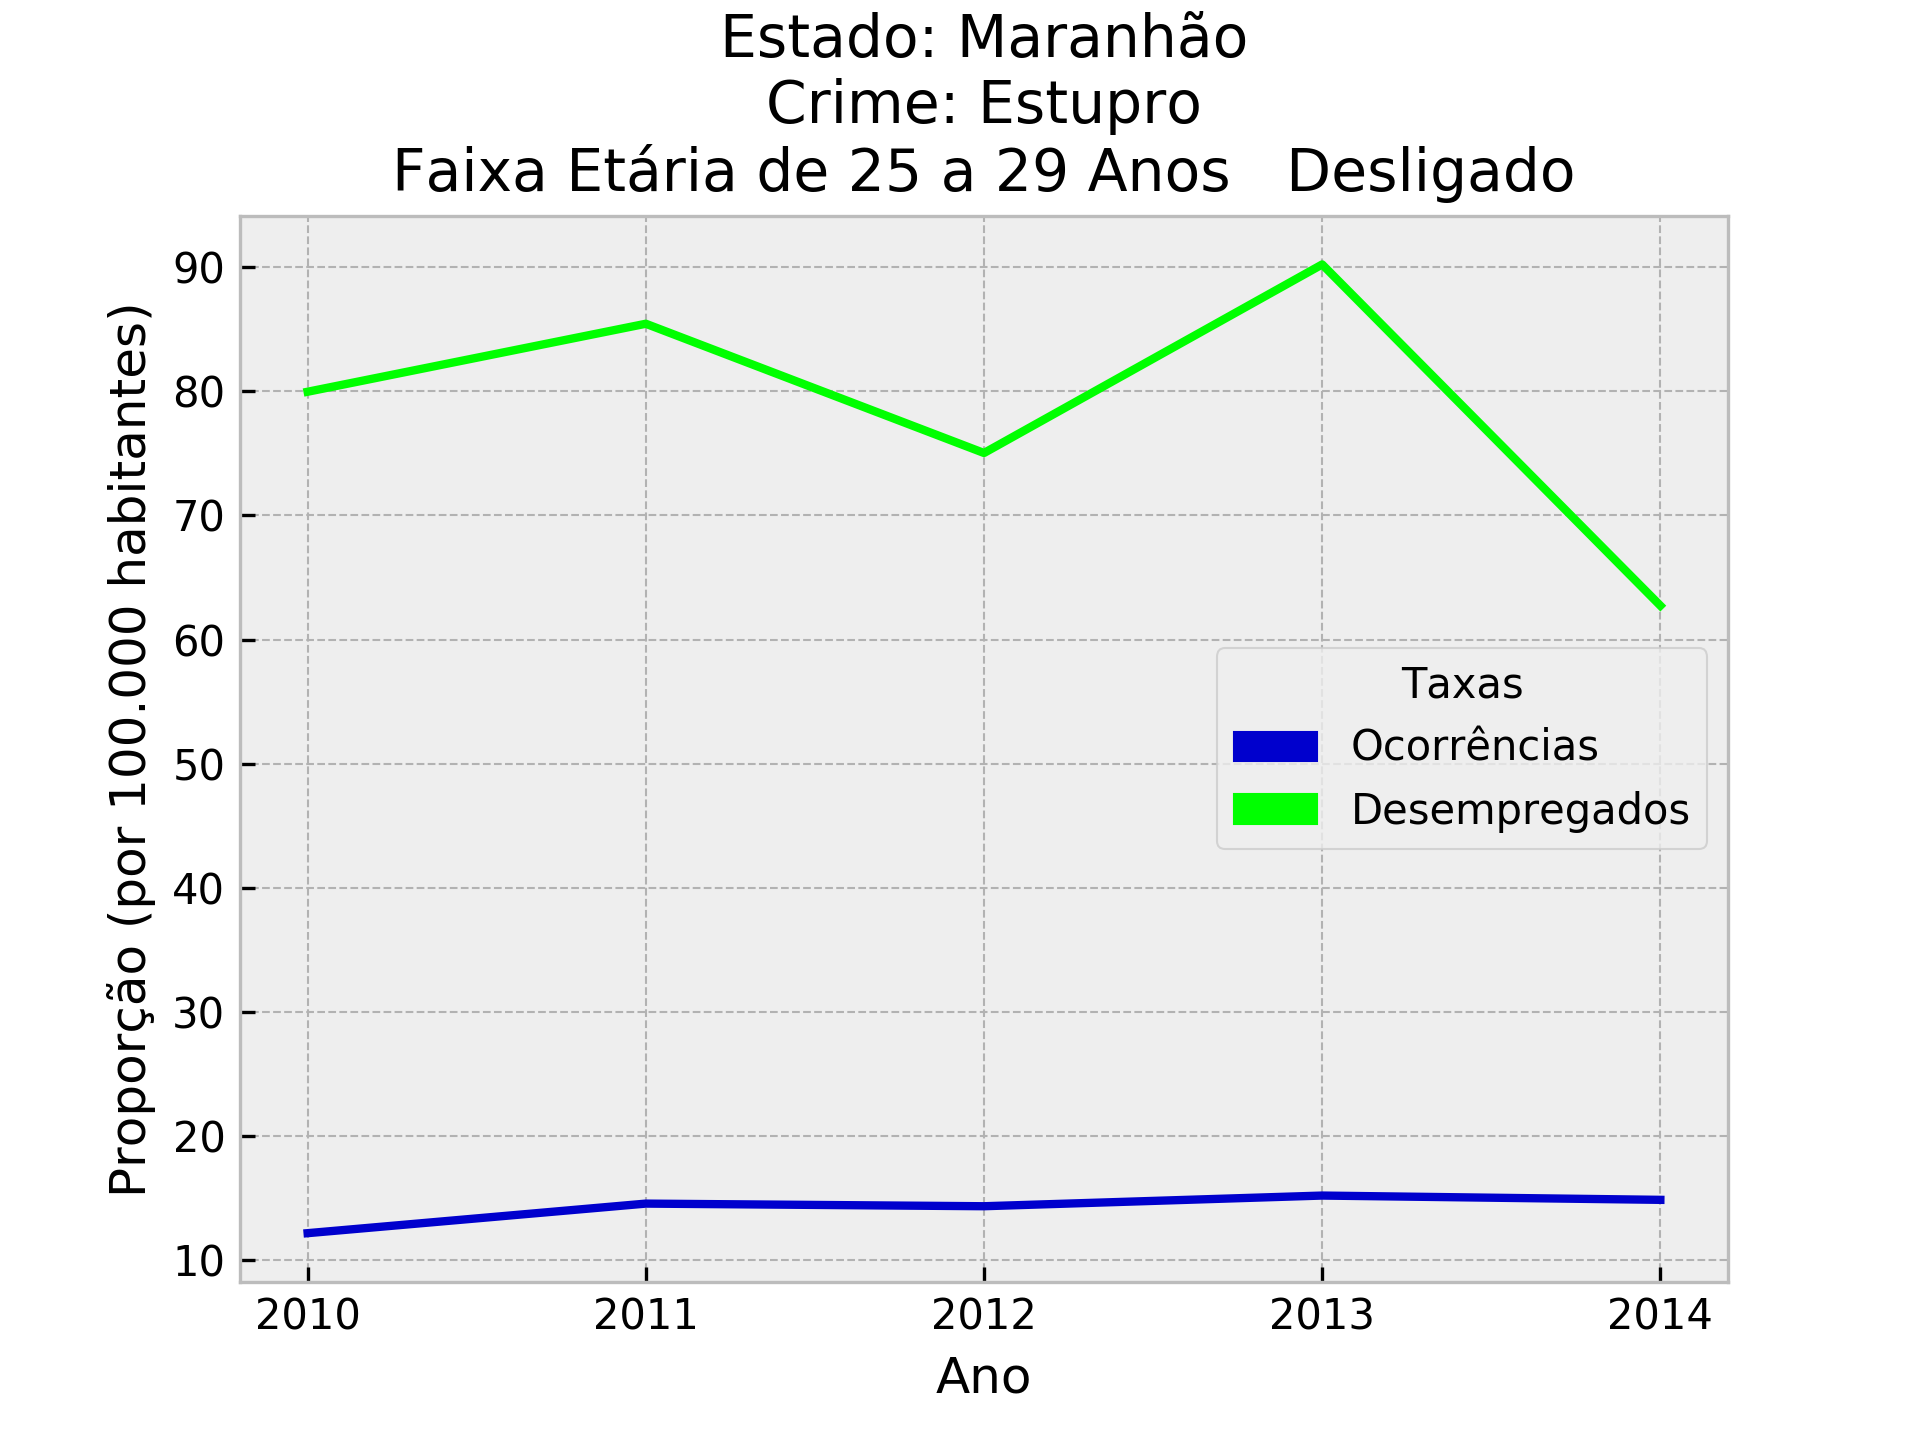 Estado: Maranhão
Crime: Estupro
Faixa Etária de 25 a 29 Anos   Desligado
Proporção (por 100.000 habitantes)
90
80
70
60
50
40
30
20
10
Taxas
Ocorrências
Desempregados
2010 2011 2012 2013 2014
Ano